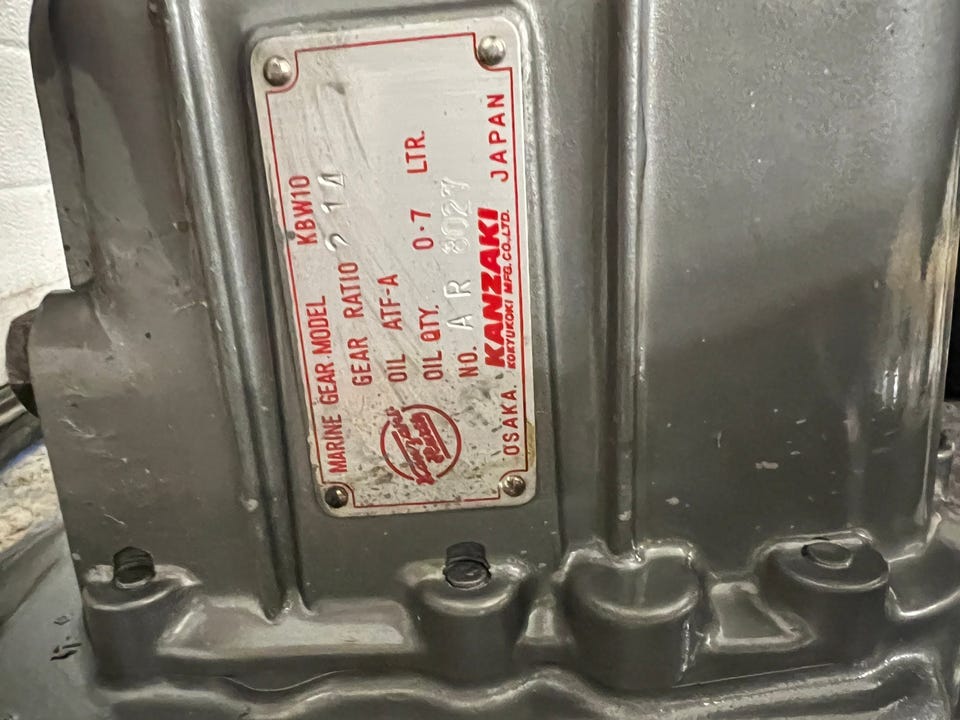 MARINE GEAR MODEL KBW10
GEAR RATIO 2 14
OIL ATF-A
OIL QTY. 0.7 LTR.
NO. A R 8027
KANZAKI
OSAKA. KOKYUKOKI MFG.CO.,LTD. JAPAN